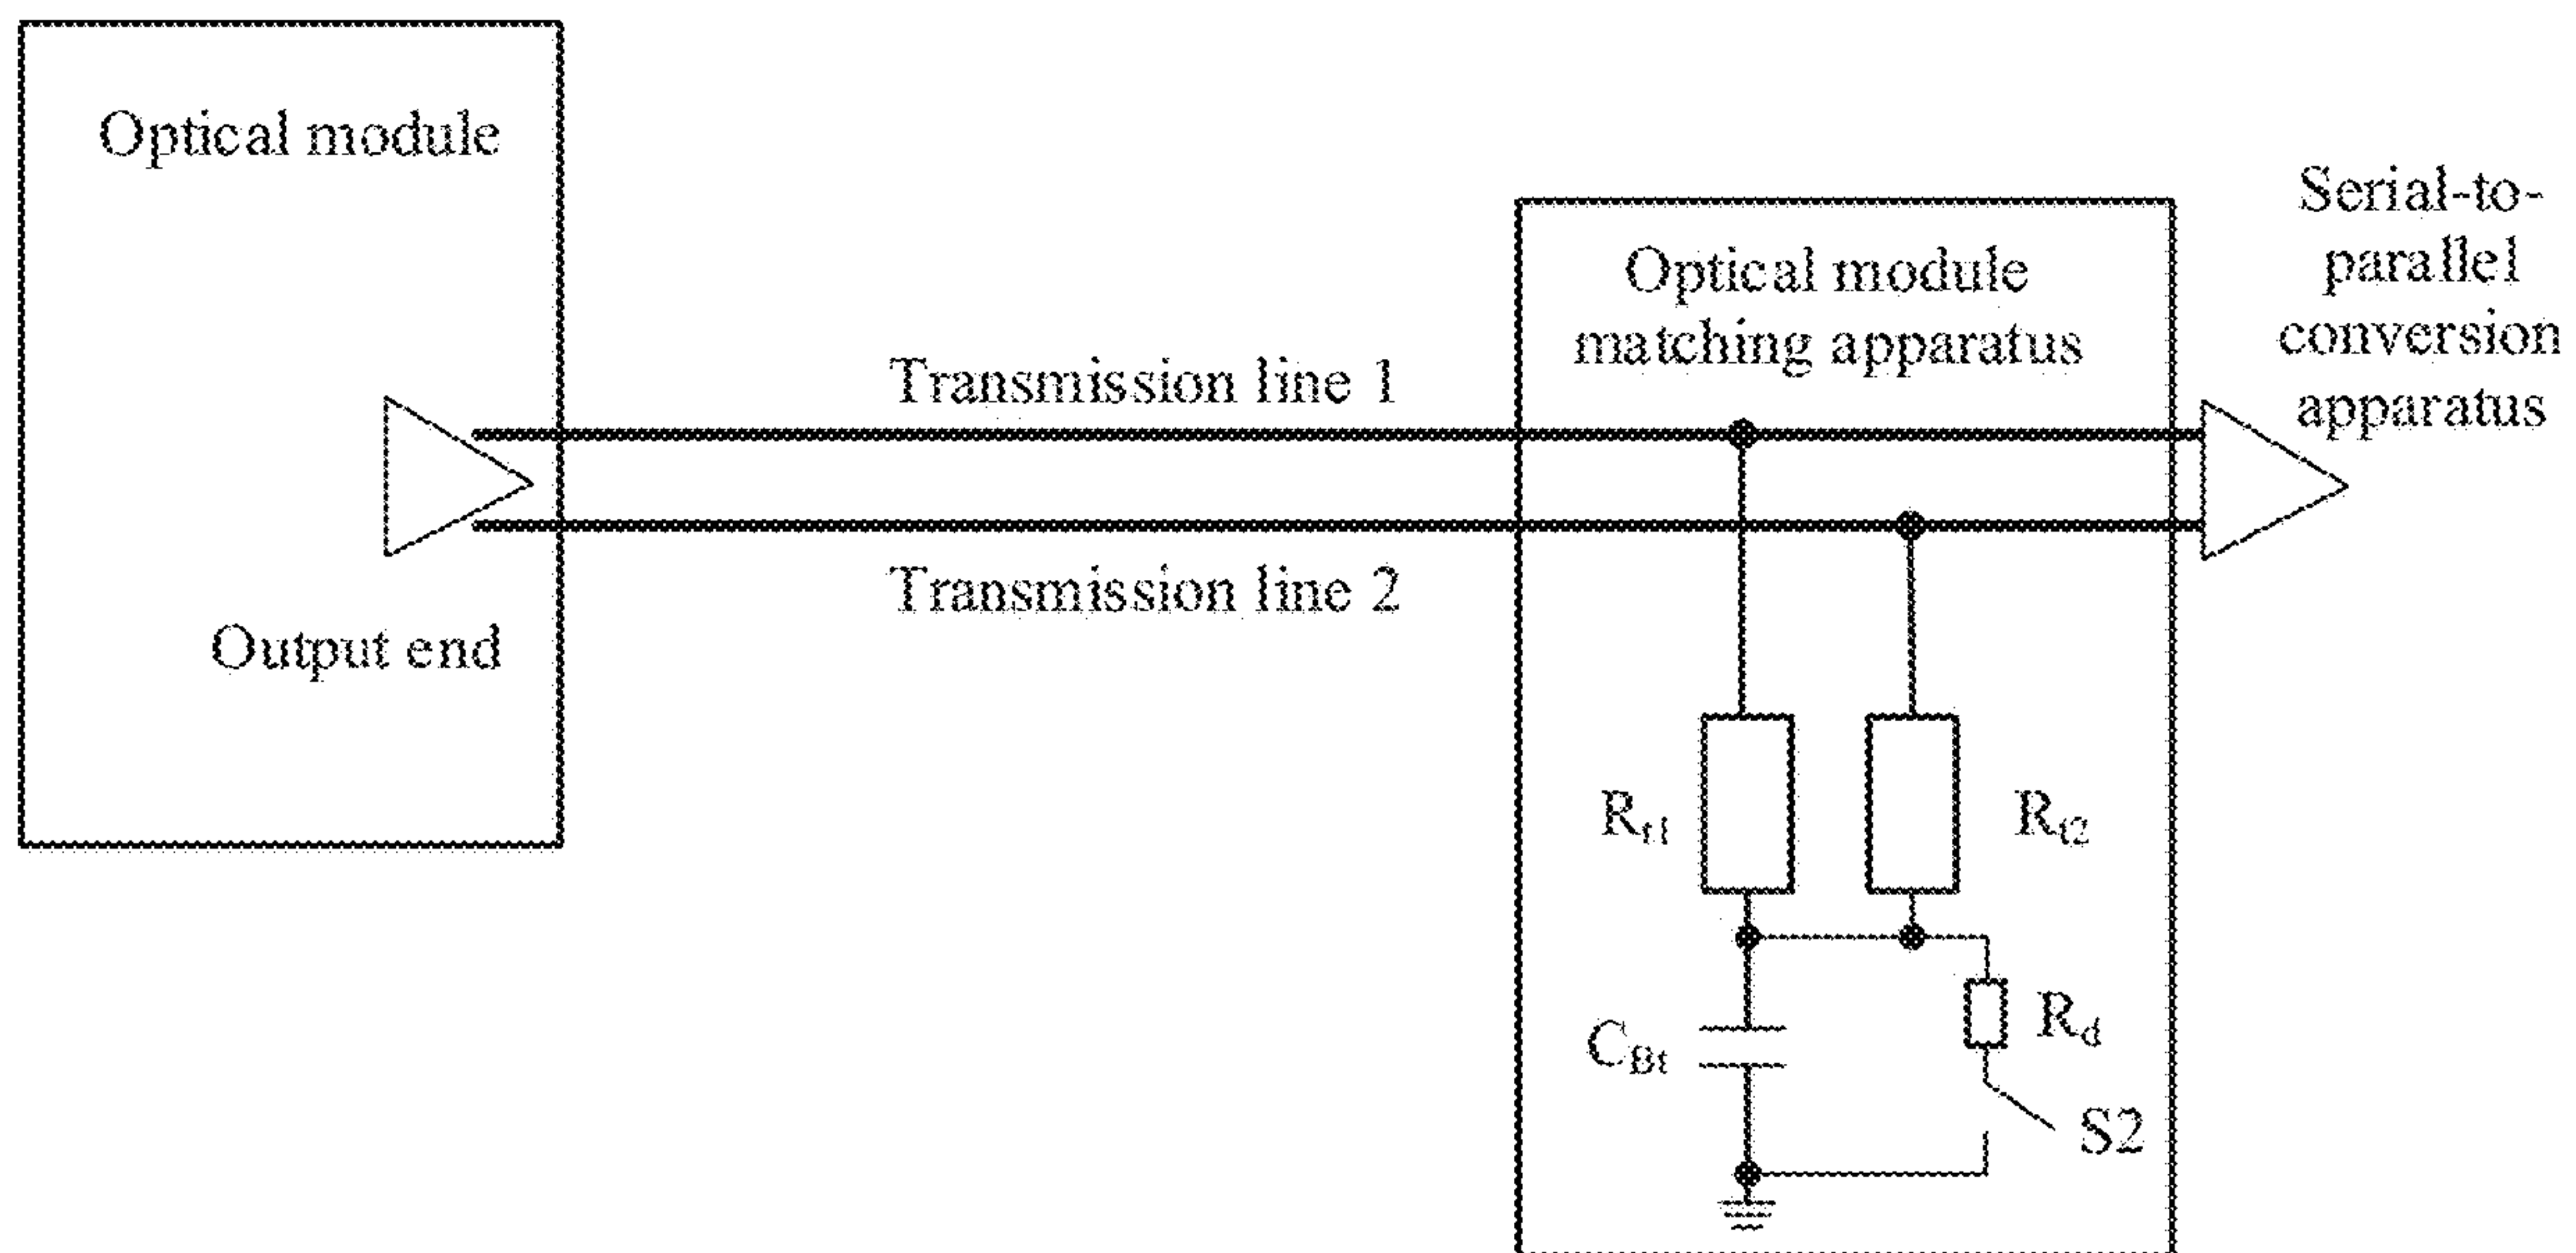 Optical module
Output end
Transmission line 1
Transmission line 2
Optical module
matching apparatus
Serial-to-
parallel
conversion
apparatus
Rt1
Rt2
CBt
Rd
S2